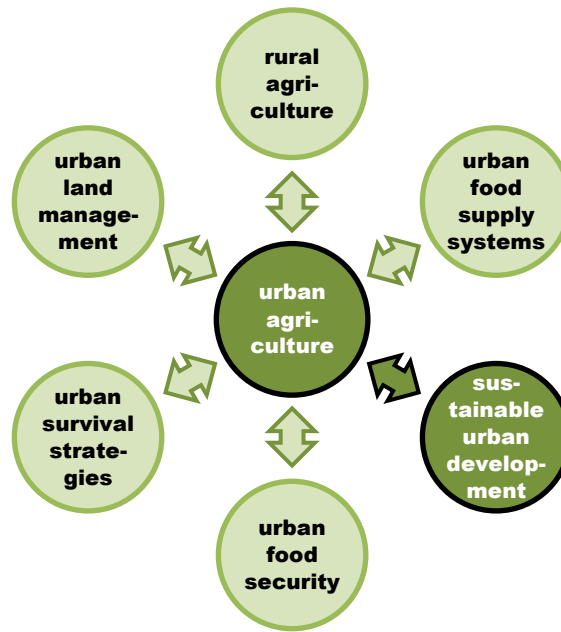 rural
agri-
culture
urban
land
manage-
ment
urban
food
supply
systems
urban
agri-
culture
urban
survival
strate-
gies
sus-
tainable
urban
develop-
ment
urban
food
security